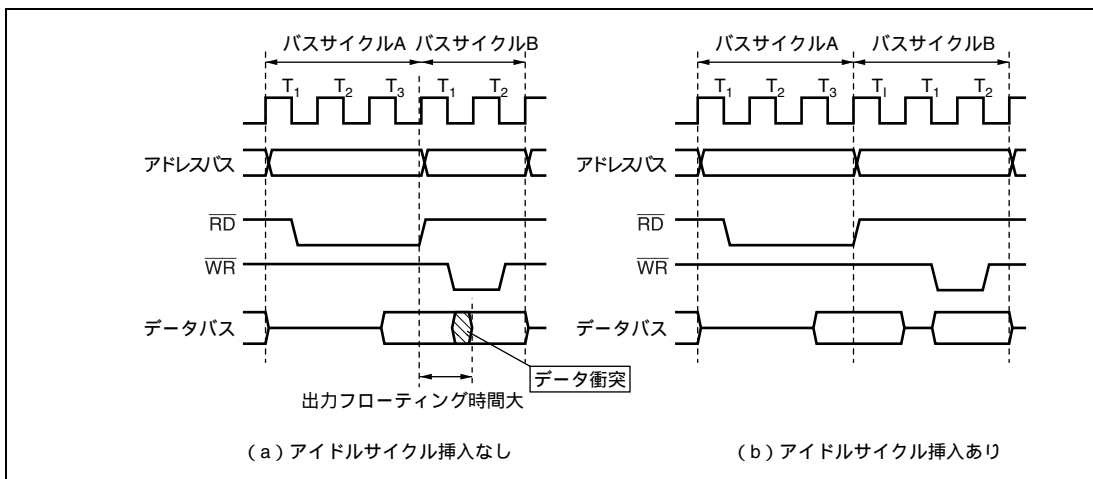 バスサイクルA バスサイクルB
T1 T2 T3 T1 T2
アドレスバス
RD
WR
データバス
データ衝突
出力フローティング時間大
(a)アイドルサイクル挿入なし
バスサイクルA バスサイクルB
T1 T2 T3 TI T1 T2
アドレスバス
RD
WR
データバス
(b)アイドルサイクル挿入あり